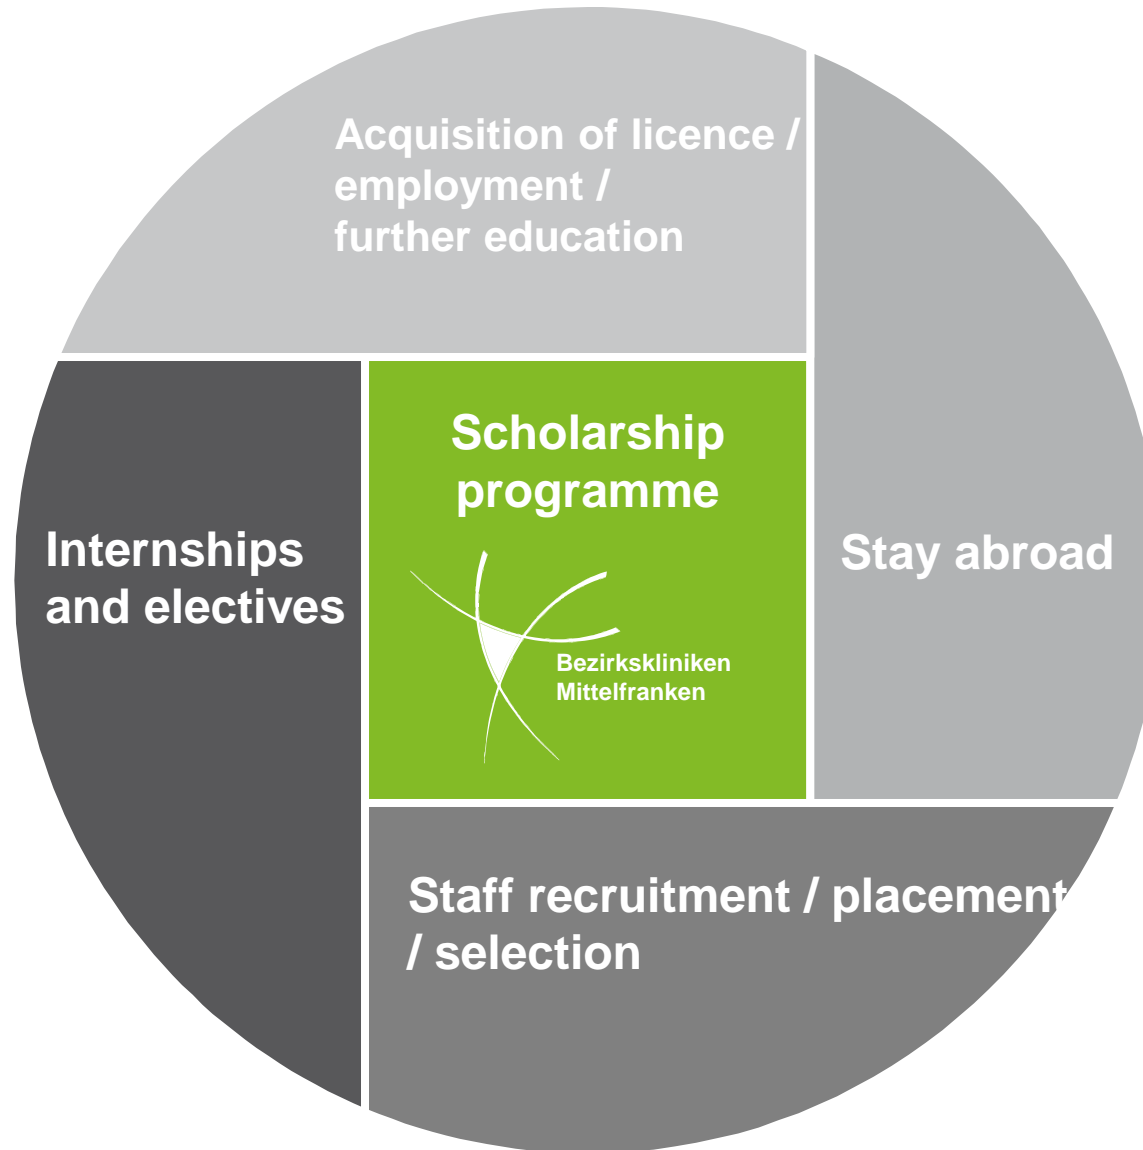 Acquisition of licence /
employment /
further education
Scholarship
programme
Bezirkskliniken
Mittelfranken
Internships
and electives
Stay abroad
Staff recruitment / placement
/ selection